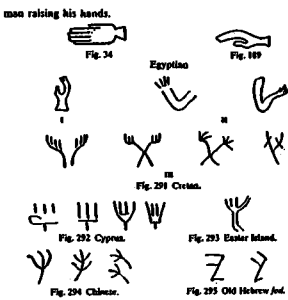 man raising his hands.
Fig. 34 Fig. 189
Egyptian
I II
III
Fig. 291 Cretan.
Fig. 292 Cyprus. Fig. 293 Easter Island.
Fig. 294 Chinese. Fig. 295 Old Hebrew jod.